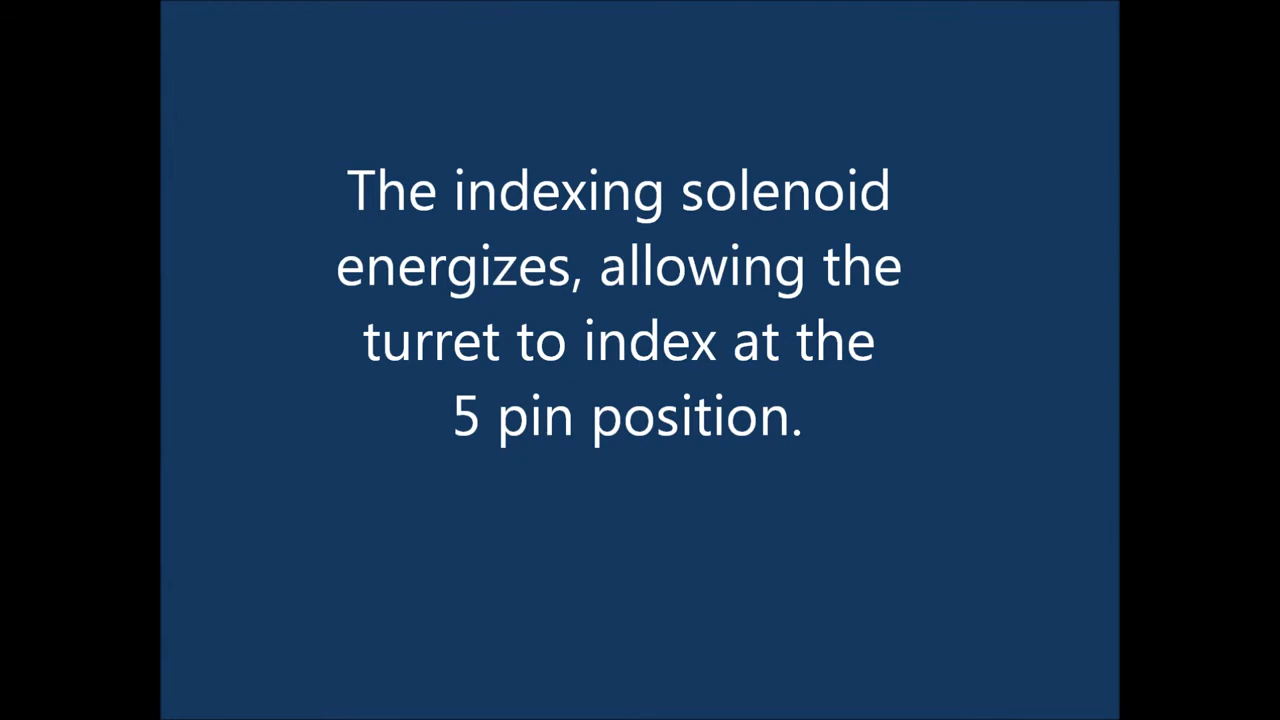 The indexing solenoid
energizes, allowing the
turret to index at the
5 pin position.